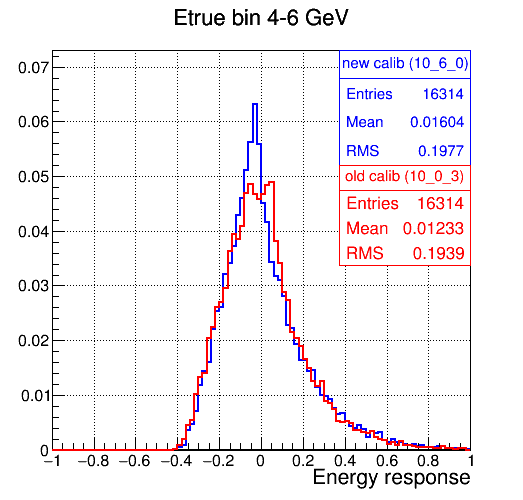 Etrue bin 4-6 GeV
new calib (10_6_0)
Entries 16314
Mean 0.01604
RMS 0.1977
old calib (10_0_3)
Entries 16314
Mean 0.01233
RMS 0.1939
0.07
0.06
0.05
0.04
0.03
0.02
0.01
0
−1 −0.8 −0.6 −0.4 −0.2 0 0.2 0.4 0.6 0.8 1
Energy response